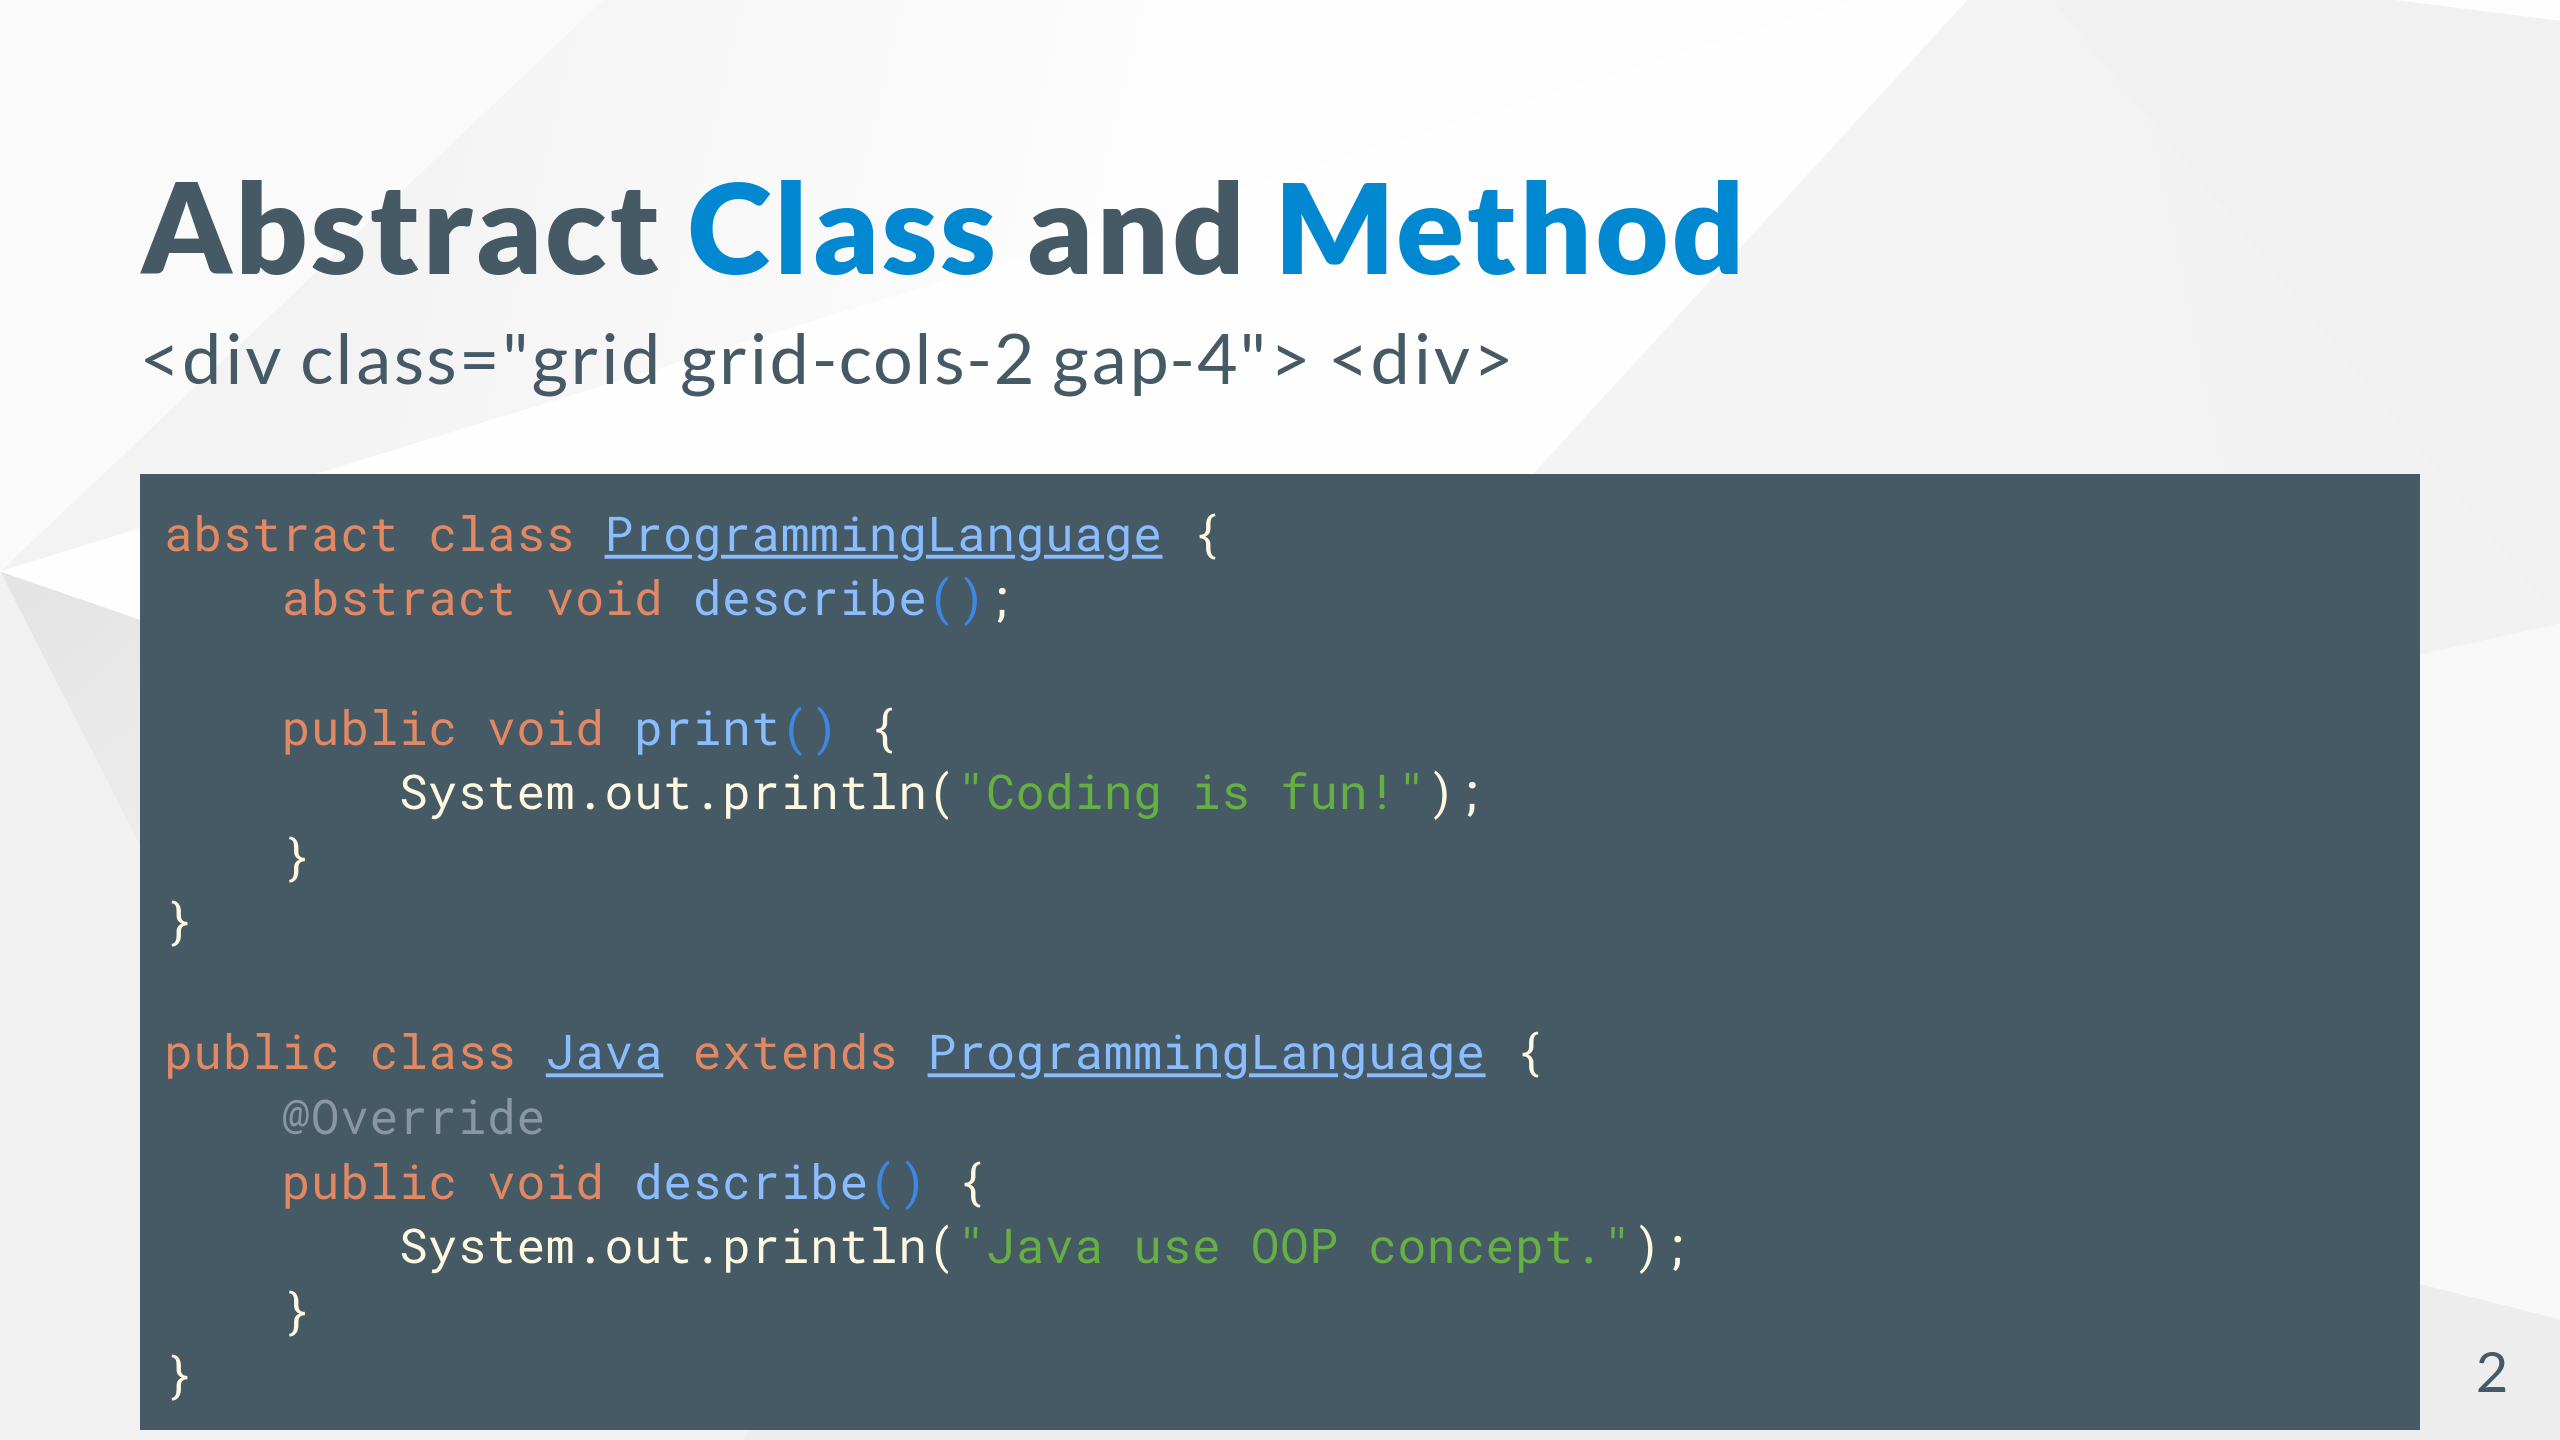 Abstract Class and Method
<div class="grid grid-cols-2 gap-4"> <div>
abstract class ProgrammingLanguage {
    abstract void describe();

    public void print() {
        System.out.println("Coding is fun!");
    }
}

public class Java extends ProgrammingLanguage {
    @Override
    public void describe() {
        System.out.println("Java use OOP concept.");
    }
}
2